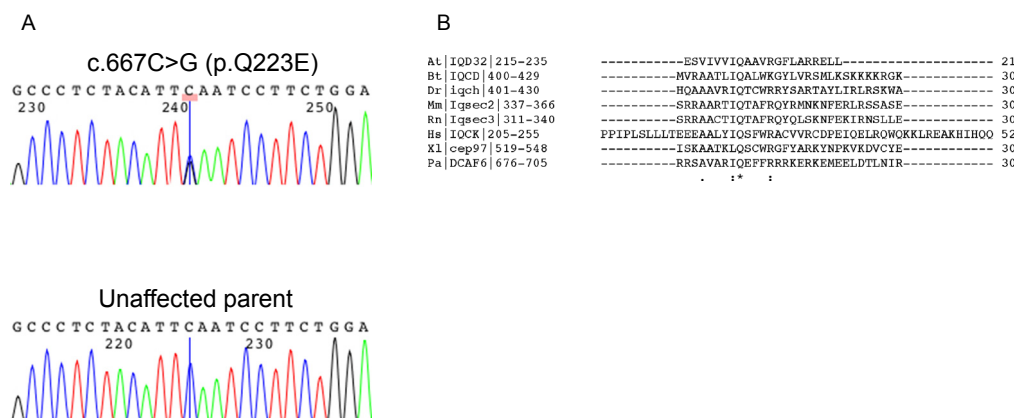 A
c.667C>G (p.Q223E)
GCCCTCTACATTCAATCCTTCTGGA
230 240 250
Unaffected parent
GCCCTCTACATTCAATCCTTCTGGA
220 230
B
At|IQD32|215-235 --------------ESVIVVIQAAVRGFLARRELL---------------- 21
Bt|IQCD|400-429 -------------MVRAATLIQALWKGYLVRSMLKSKKKKRGK-------- 30
Dr|iqch|401-430 -------------HQAAAVRIQTCWRRYSARTAYLIRLRSKWA-------- 30
Mm|Iqsec2|337-366 -------------SRRAARTIQTAFRQYRMNKNFERLRSSASE-------- 30
Rn|Iqsec3|311-340 -------------SRRAACTIQTAFRQYQLSKNFEKIRNSLLE-------- 30
Hs|IQCK|205-255 PPIPLSLLLTEEEAALYIQSFWRACVVRCDPEIQELRQWQKKLREAKHIHQQ 52
Xl|cep97|519-548 -------------ISKAATKLQSCWRGFYARKYNPKVKDVCYE-------- 30
Pa|DCAF6|676-705 -------------RRSAVARIQEFFRRRKERKEMEELDTLNIR-------- 30
. :* :